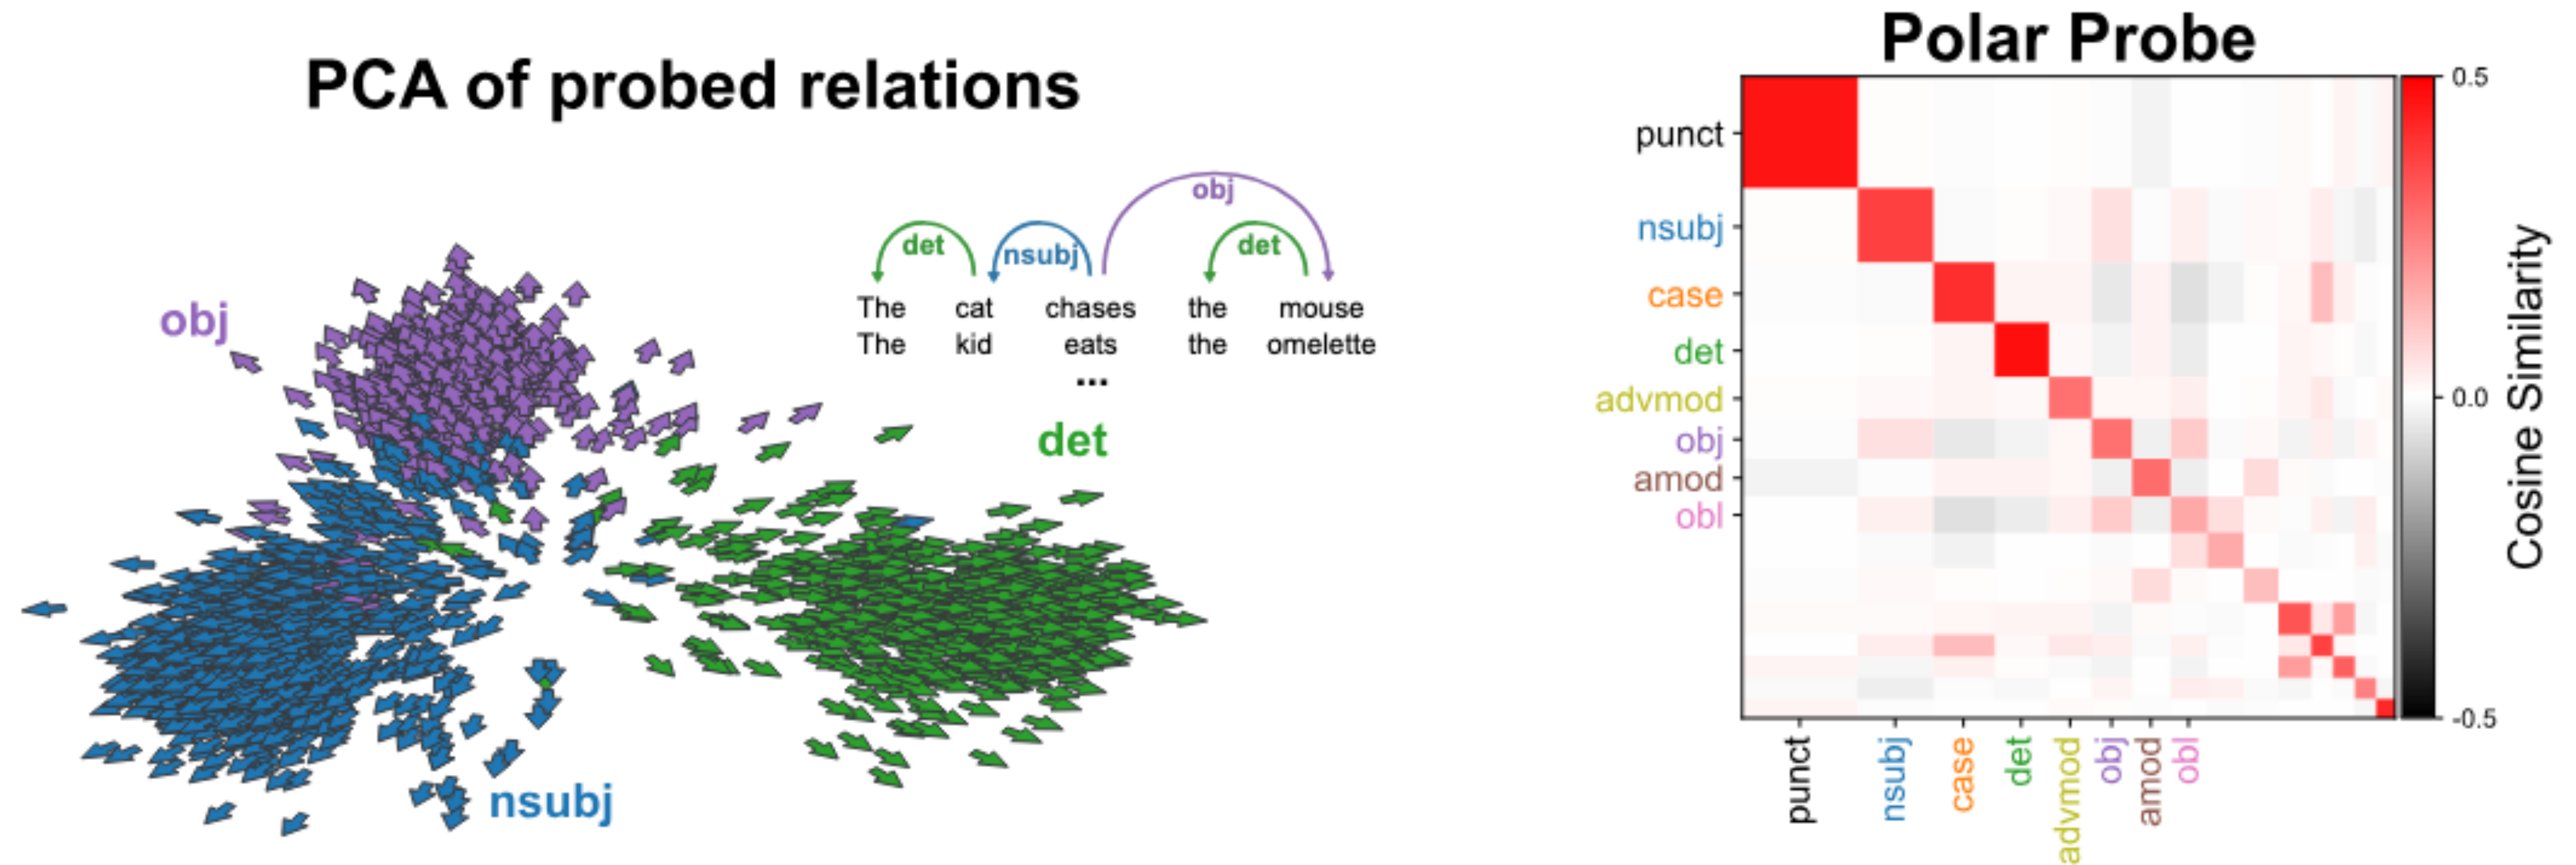 PCA of probed relations
obj
det
nsubj
obj
det
The cat chases the mouse
The kid eats the omelette
...
det
obj
nsubj
Polar Probe
punct
nsubj
case
det
advmod
obj
amod
obl
punct
nsubj
case
det
advmod
obj
amod
obl
0.5
0.0
-0.5
Cosine Similarity